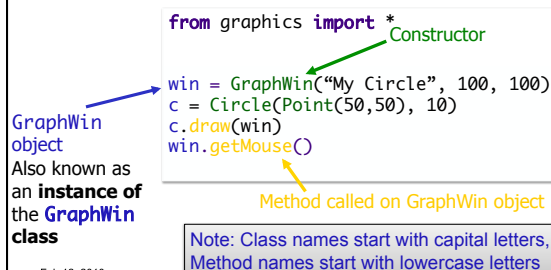 from graphics import *
Constructor
win = GraphWin(“My Circle”, 100, 100)
c = Circle(Point(50,50), 10)
c.draw(win)
win.getMouse()
GraphWin
object
Also known as
an instance of
the GraphWin
class
Method called on GraphWin object
Note: Class names start with capital letters,
Method names start with lowercase letters